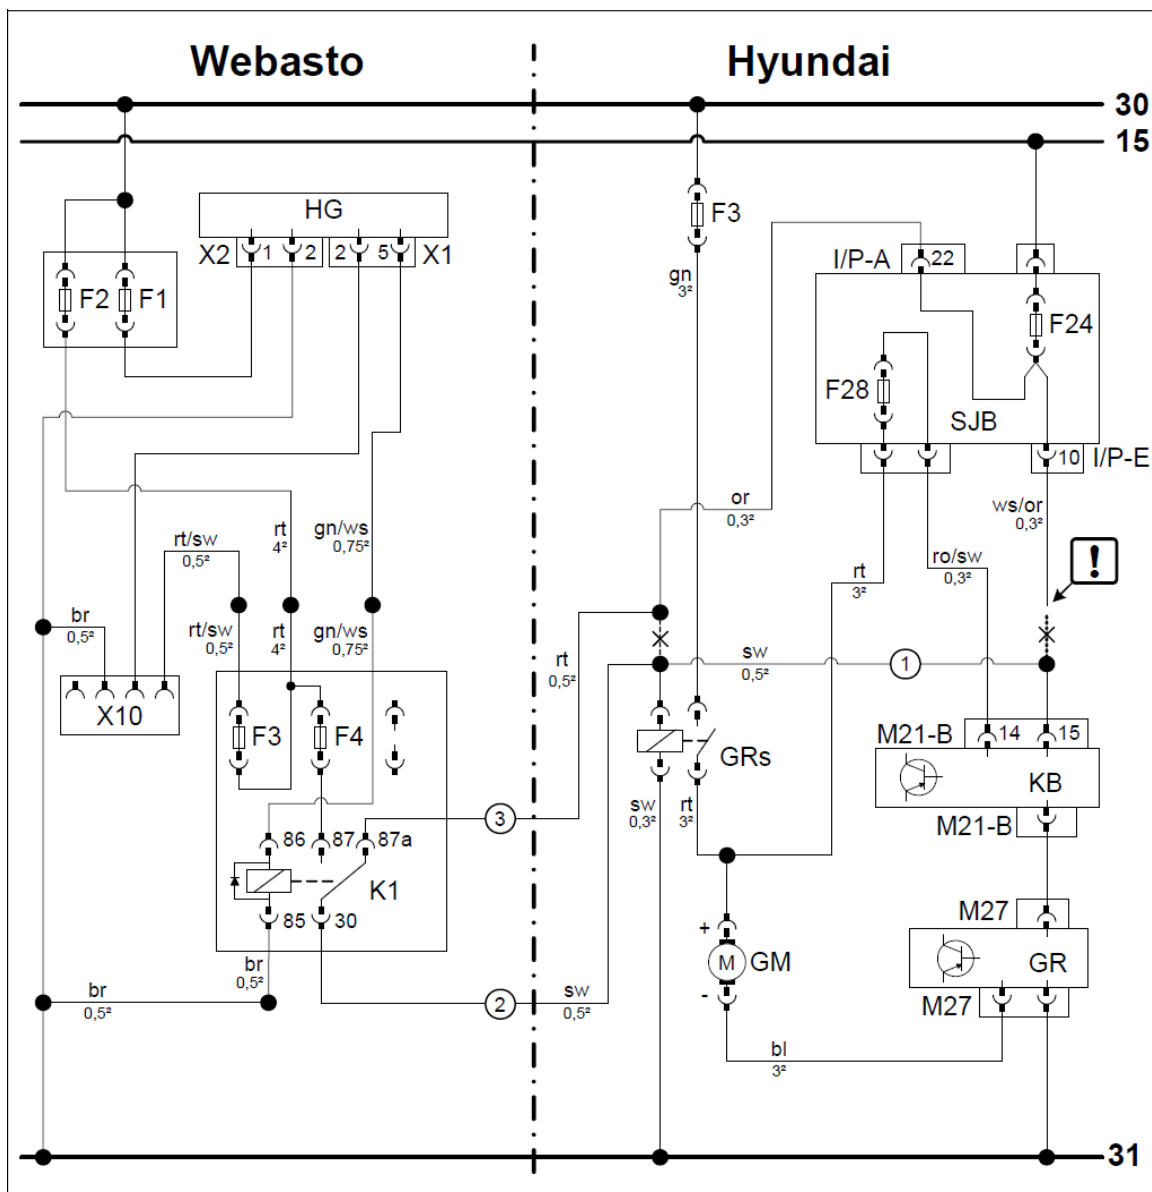 Webasto
Hyundai
30
15
HG
X2 1 2 2 5 X1
F3
I/P-A 22
gn
3²
F2 F1
F24
F28
SJB
10 I/P-E
or
0,3²
ws/or
0,3²
rt/sw
0,5²
rt
4²
gn/ws
0,75²
ro/sw
0,3²
rt
3²
!
br
0,5²
rt/sw
0,5²
rt
4²
gn/ws
0,75²
rt
0,5²
sw
0,5²
1
X10
F3 F4
GRs
M21-B 14 15
KB
sw
0,3²
rt
3²
3
M21-B
86 87 87a
K1
85 30
M27
GR
+
M GM
-
M27
br
0,5²
br
0,5²
2
sw
0,5²
bl
3²
31